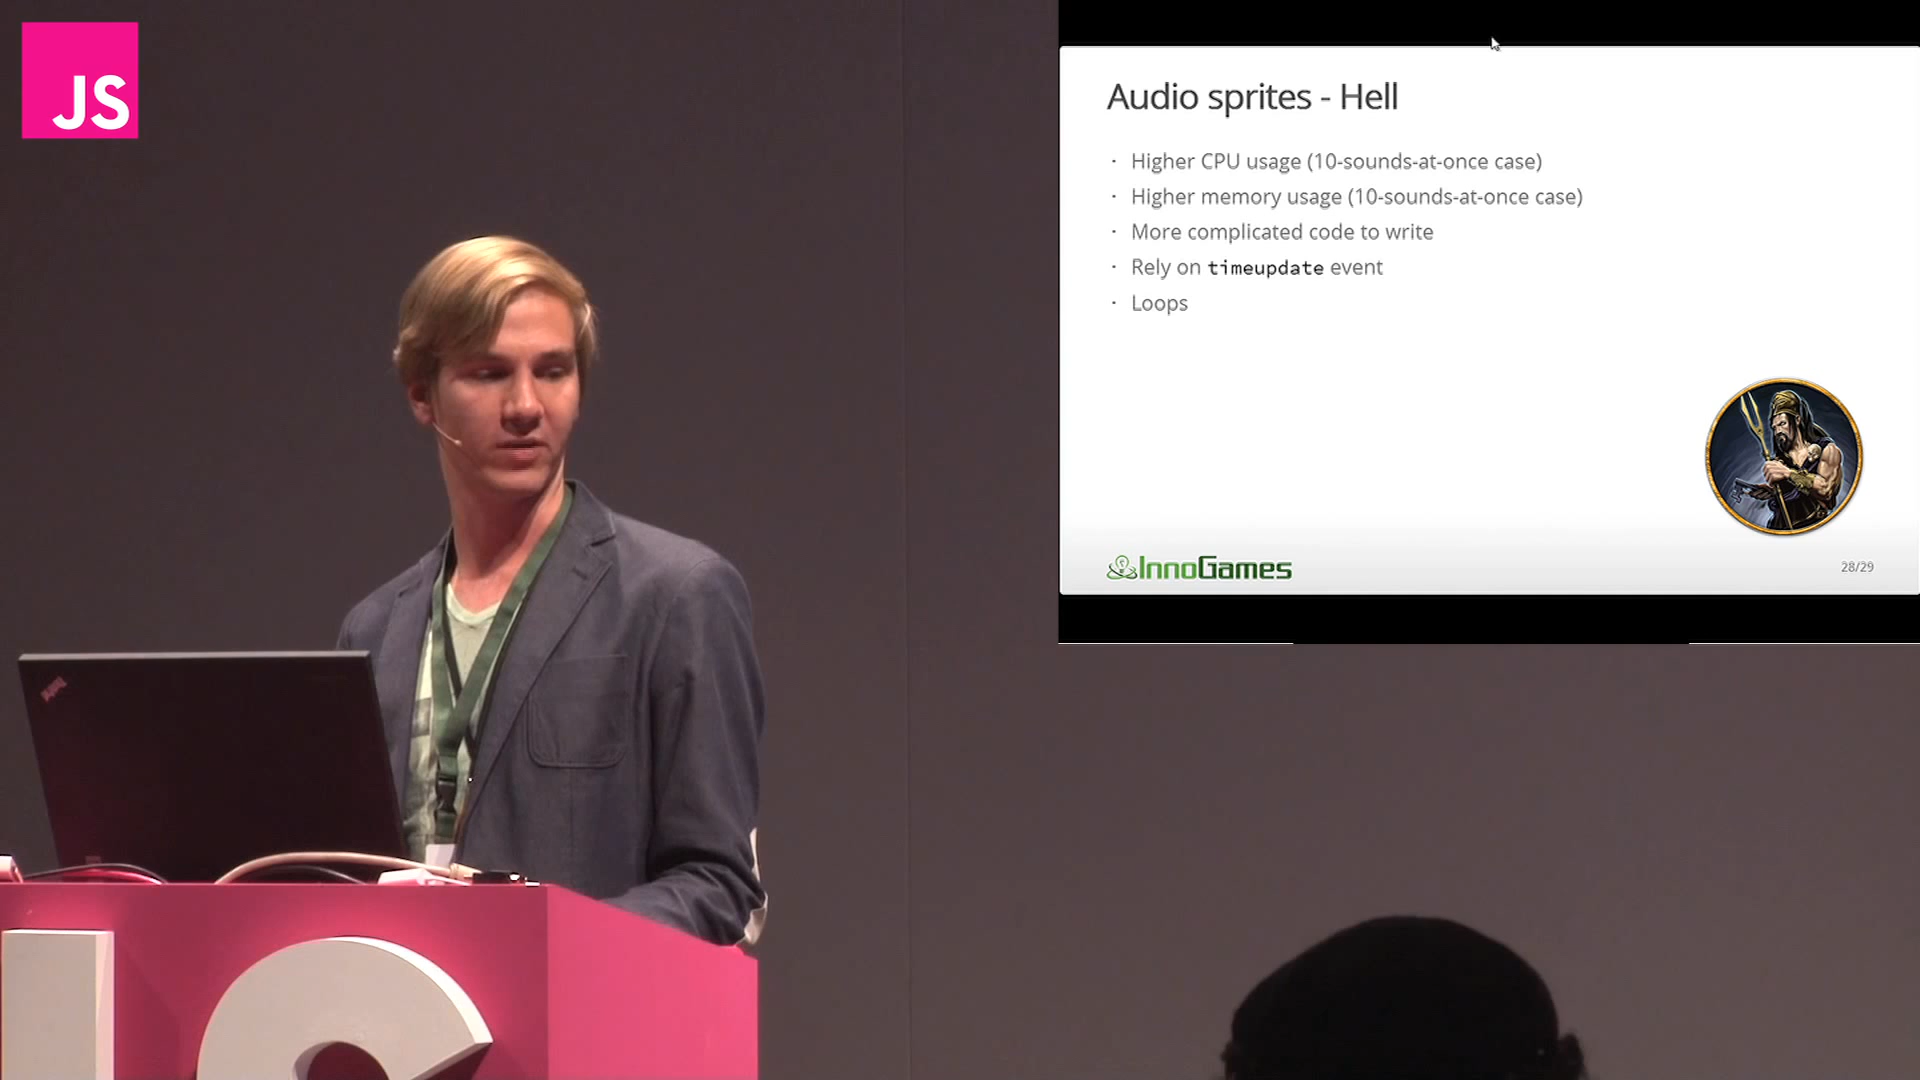 JS
Audio sprites - Hell
· Higher CPU usage (10-sounds-at-once case)
· Higher memory usage (10-sounds-at-once case)
· More complicated code to write
· Rely on timeupdate event
· Loops
InnoGames
28/29